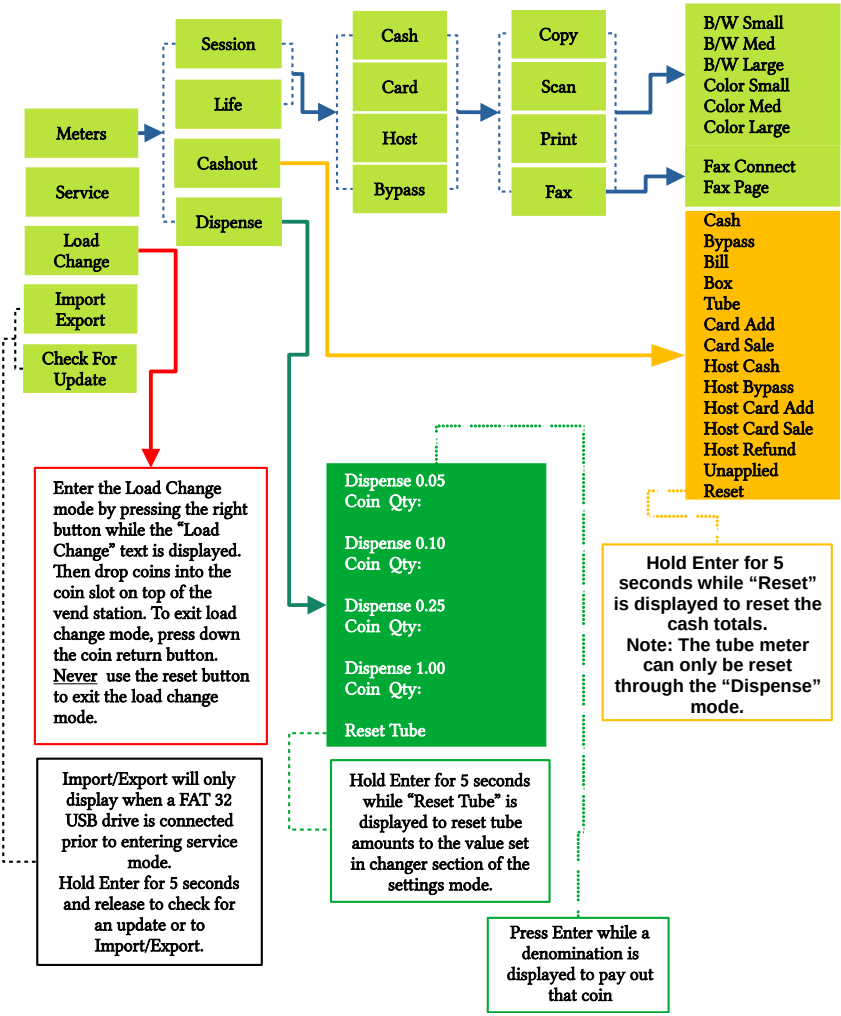 Meters
Service
Load
Change
Import
Export
Check For
Update
Session
Life
Cashout
Dispense
Cash
Card
Host
Bypass
Copy
Scan
Print
Fax
B/W Small
B/W Med
B/W Large
Color Small
Color Med
Color Large
Fax Connect
Fax Page
Cash
Bypass
Bill
Box
Tube
Card Add
Card Sale
Host Cash
Host Bypass
Host Card Add
Host Card Sale
Host Refund
Unapplied
Reset
Enter the Load Change
mode by pressing the right
button while the “Load
Change” text is displayed.
Then drop coins into the
coin slot on top of the
vend station. To exit load
change mode, press down
the coin return button.
Never use the reset button
to exit the load change
mode.
Dispense 0.05
Coin Qty:
Dispense 0.10
Coin Qty:
Dispense 0.25
Coin Qty:
Dispense 1.00
Coin Qty:
Reset Tube
Hold Enter for 5
seconds while “Reset”
is displayed to reset the
cash totals.
Note: The tube meter
can only be reset
through the “Dispense”
mode.
Import/Export will only
display when a FAT 32
USB drive is connected
prior to entering service
mode.
Hold Enter for 5 seconds
and release to check for
an update or to
Import/Export.
Hold Enter for 5 seconds
while “Reset Tube” is
displayed to reset tube
amounts to the value set
in changer section of the
settings mode.
Press Enter while a
denomination is
displayed to pay out
that coin